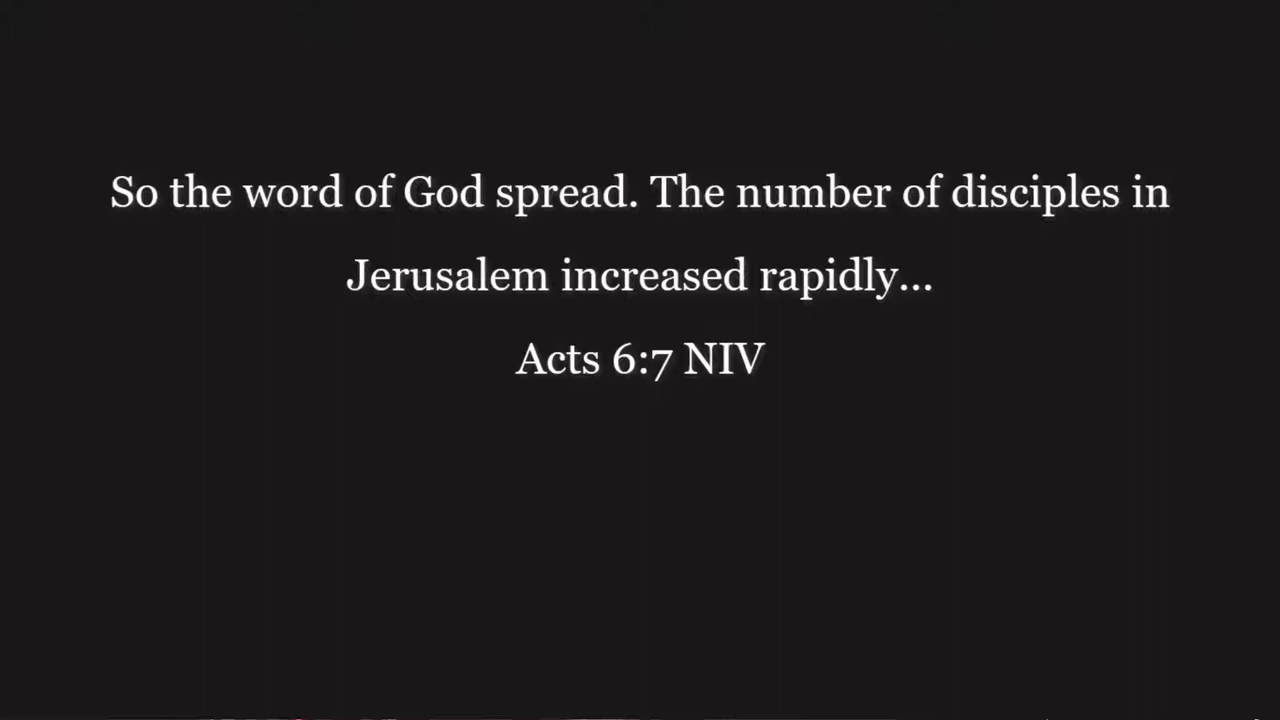 So the word of God spread. The number of disciples in
Jerusalem increased rapidly...
Acts 6:7 NIV